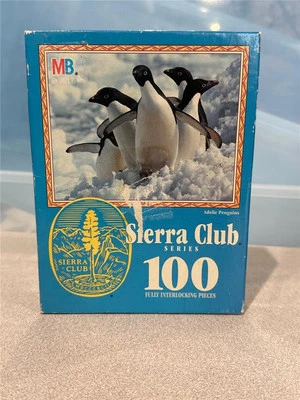 MB
Adelie Penguins
Sierra Club
SERIES
SIERRA
CLUB
100
FULLY INTERLOCKING PIECES